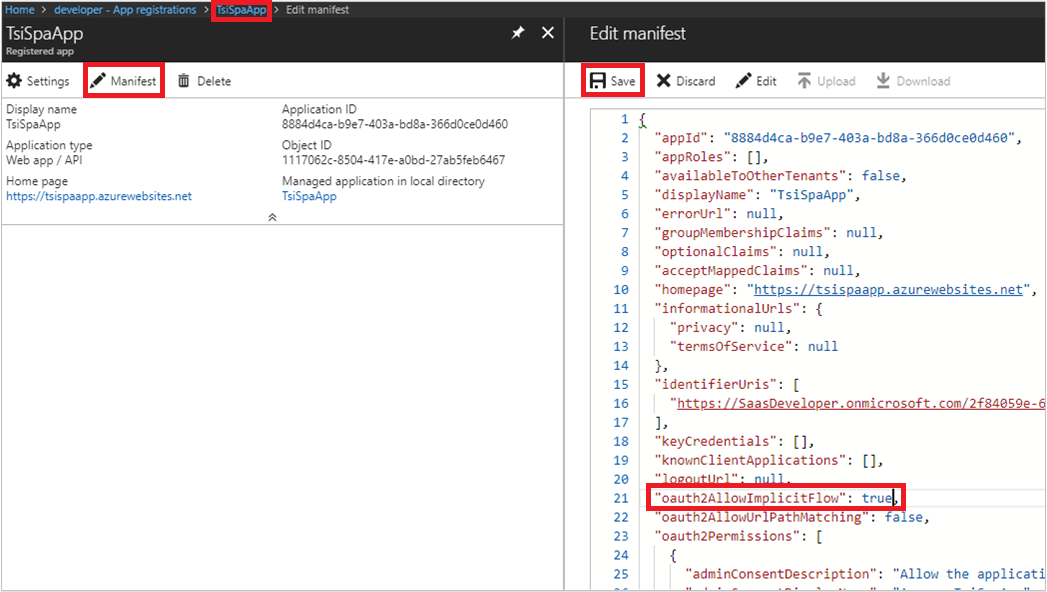 Home > developer - App registrations > TsiSpaApp > Edit manifest
TsiSpaApp
Registered app
Settings Manifest Delete
Display name Application ID
TsiSpaApp 8884d4ca-b9e7-403a-bd8a-366d0ce0d460
Application type Object ID
Web app / API 1117062c-8504-417e-a0bd-27ab5feb6467
Home page Managed application in local directory
https://tsispaapp.azurewebsites.net TsiSpaApp
Edit manifest
Save Discard Edit Upload Download
1 {
2 "appId": "8884d4ca-b9e7-403a-bd8a-366d0ce0d460",
3 "appRoles": [],
4 "availableToOtherTenants": false,
5 "displayName": "TsiSpaApp",
6 "errorUrl": null,
7 "groupMembershipClaims": null,
8 "optionalClaims": null,
9 "acceptMappedClaims": null,
10 "homepage": "https://tsispaapp.azurewebsites.net",
11 "informationalUrls": {
12 "privacy": null,
13 "termsOfService": null
14 },
15 "identifierUris": [
16 "https://SaasDeveloper.onmicrosoft.com/2f84059e-6
17 ],
18 "keyCredentials": [],
19 "knownClientApplications": [],
20 "logoutUrl": null,
21 "oauth2AllowImplicitFlow": true,
22 "oauth2AllowUrlPathMatching": false,
23 "oauth2Permissions": [
24 {
25 "adminConsentDescription": "Allow the applicati